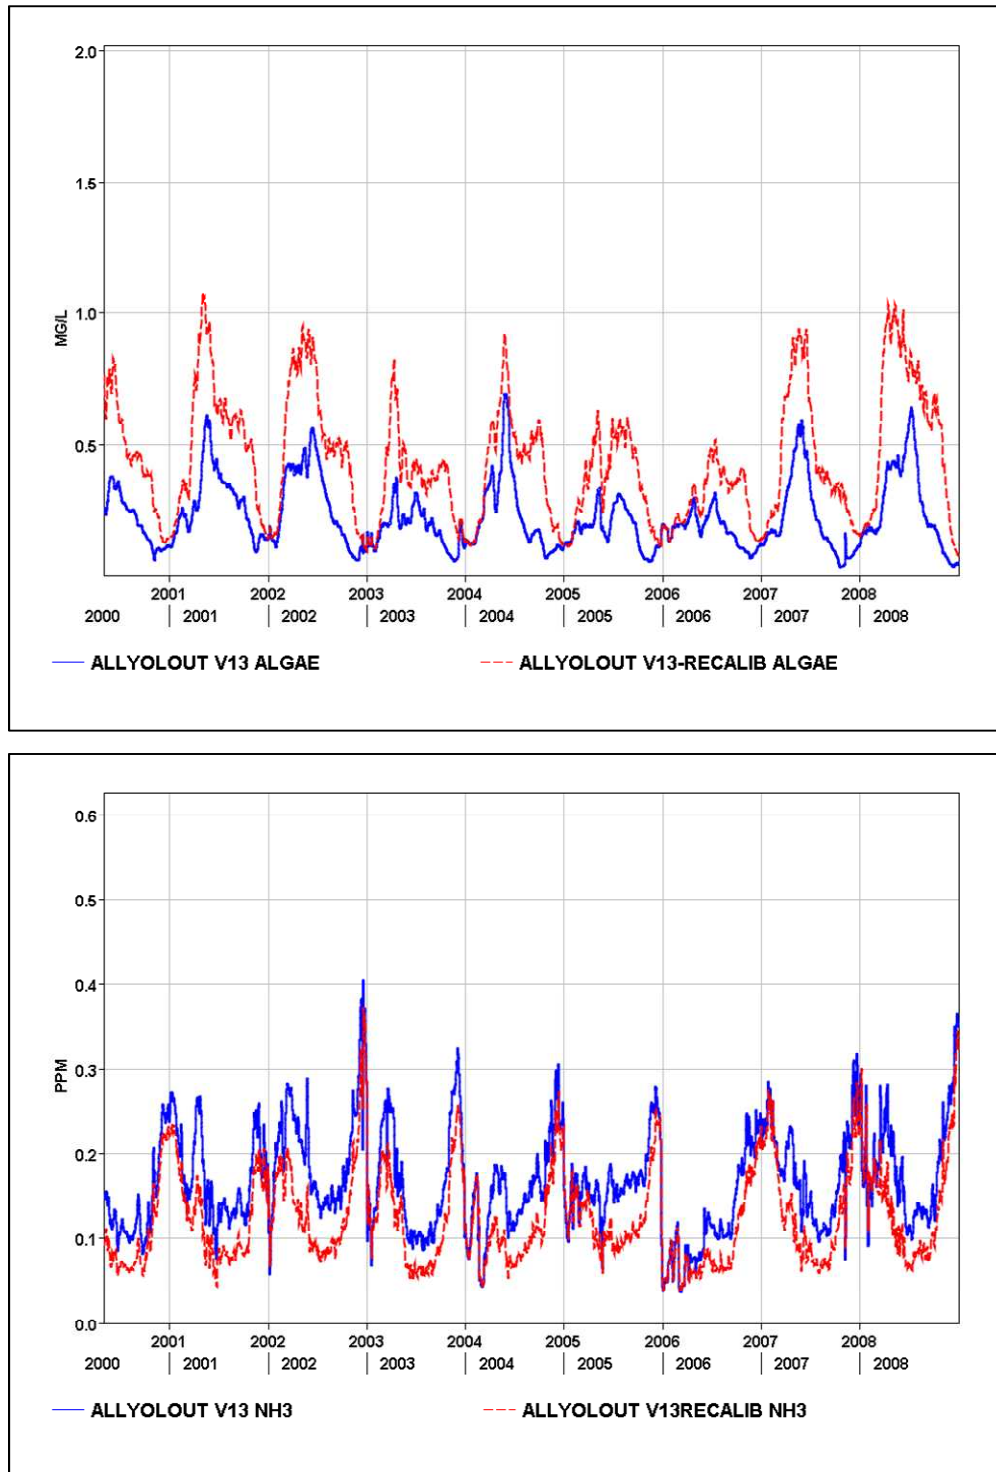 2.0
1.5
1.0
0.5
MG/L
2001 2002 2003 2004 2005 2006 2007 2008
2000 | 2001 | 2002 | 2003 | 2004 | 2005 | 2006 | 2007 | 2008
ALLYOLOUT V13 ALGAE ALLYOLOUT V13-RECALIB ALGAE
0.6
0.5
0.4
0.3
0.2
0.1
0.0
PPM
2001 2002 2003 2004 2005 2006 2007 2008
2000 | 2001 | 2002 | 2003 | 2004 | 2005 | 2006 | 2007 | 2008
ALLYOLOUT V13 NH3 ALLYOLOUT V13RECALIB NH3